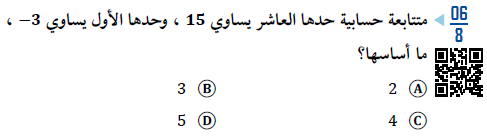 06/8 متتابعة حسابية حدها العاشر يساوي 15 ، وحدها الأول يساوي 3− ،
ما أساسها؟
A 2
B 3
C 4
D 5